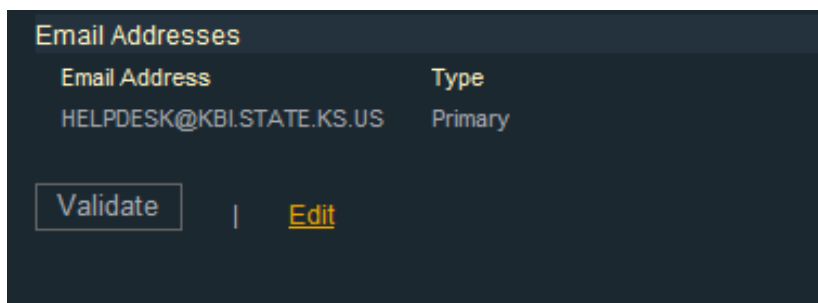 Email Addresses
Email Address Type
HELPDESK@KBI.STATE.KS.US Primary
Validate | Edit